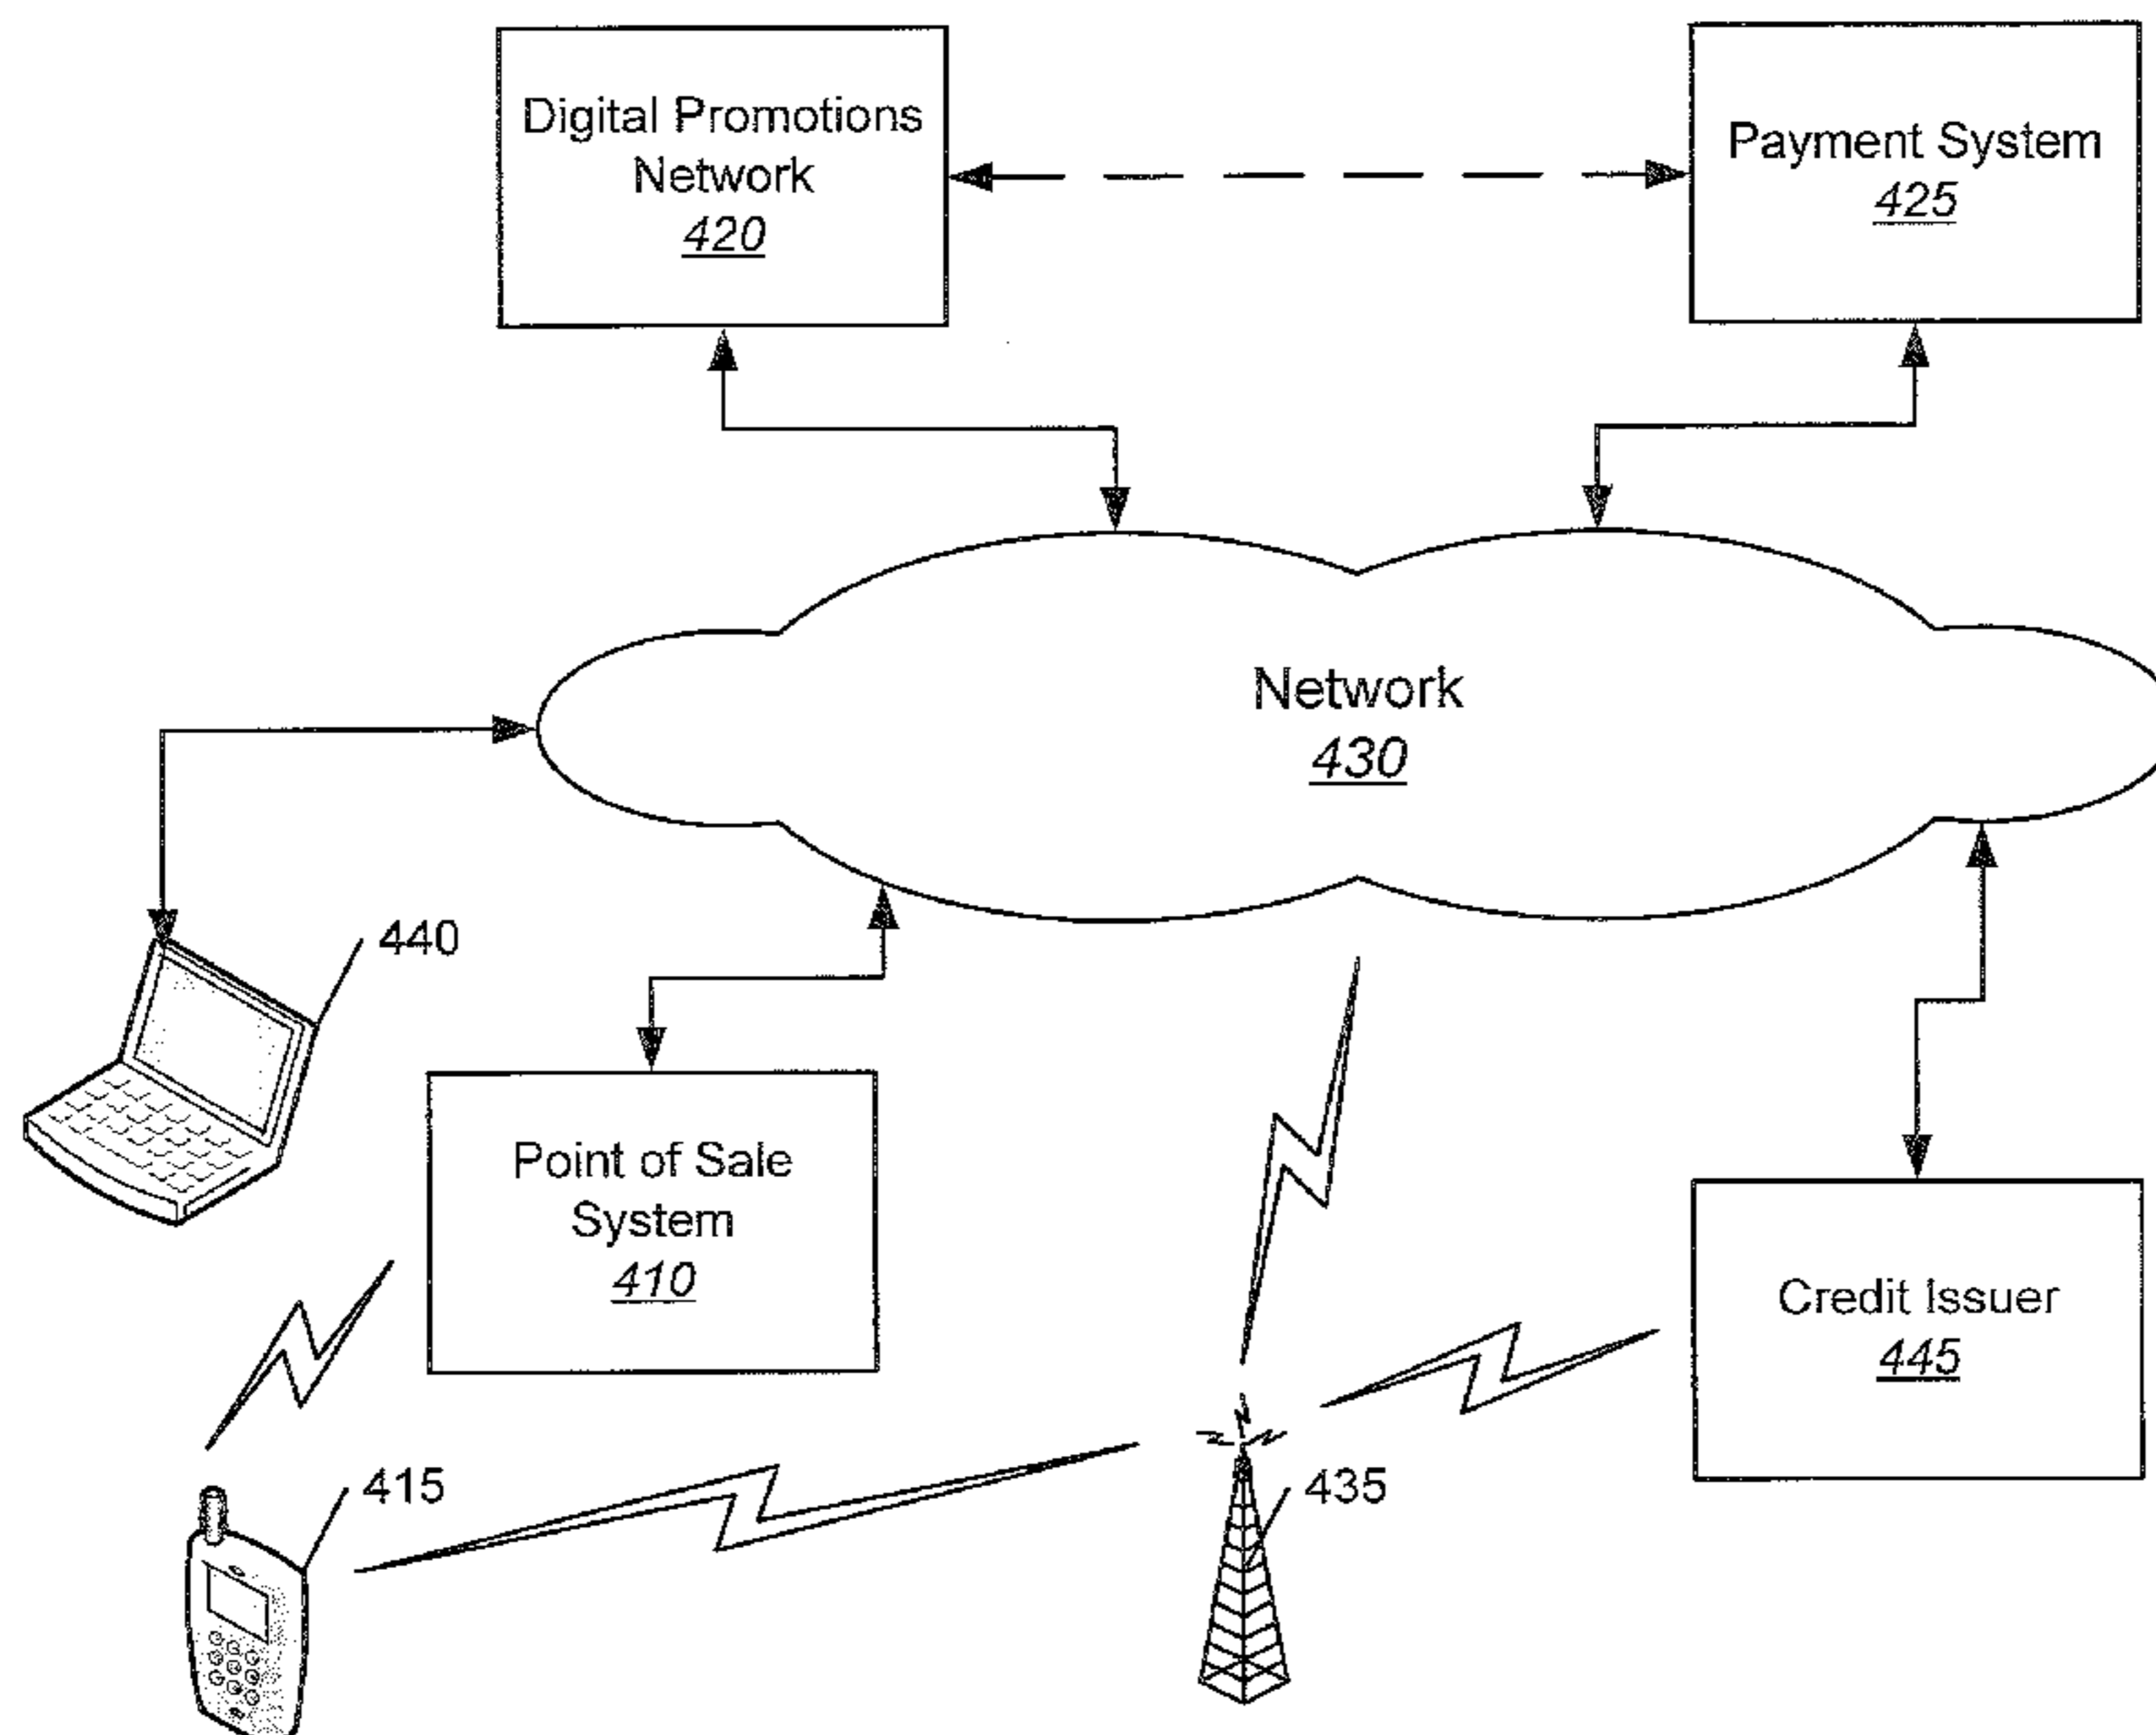 Digital Promotions
Network
420
Payment System
425
Network
430
440
Point of Sale
System
410
Credit Issuer
445
415
435